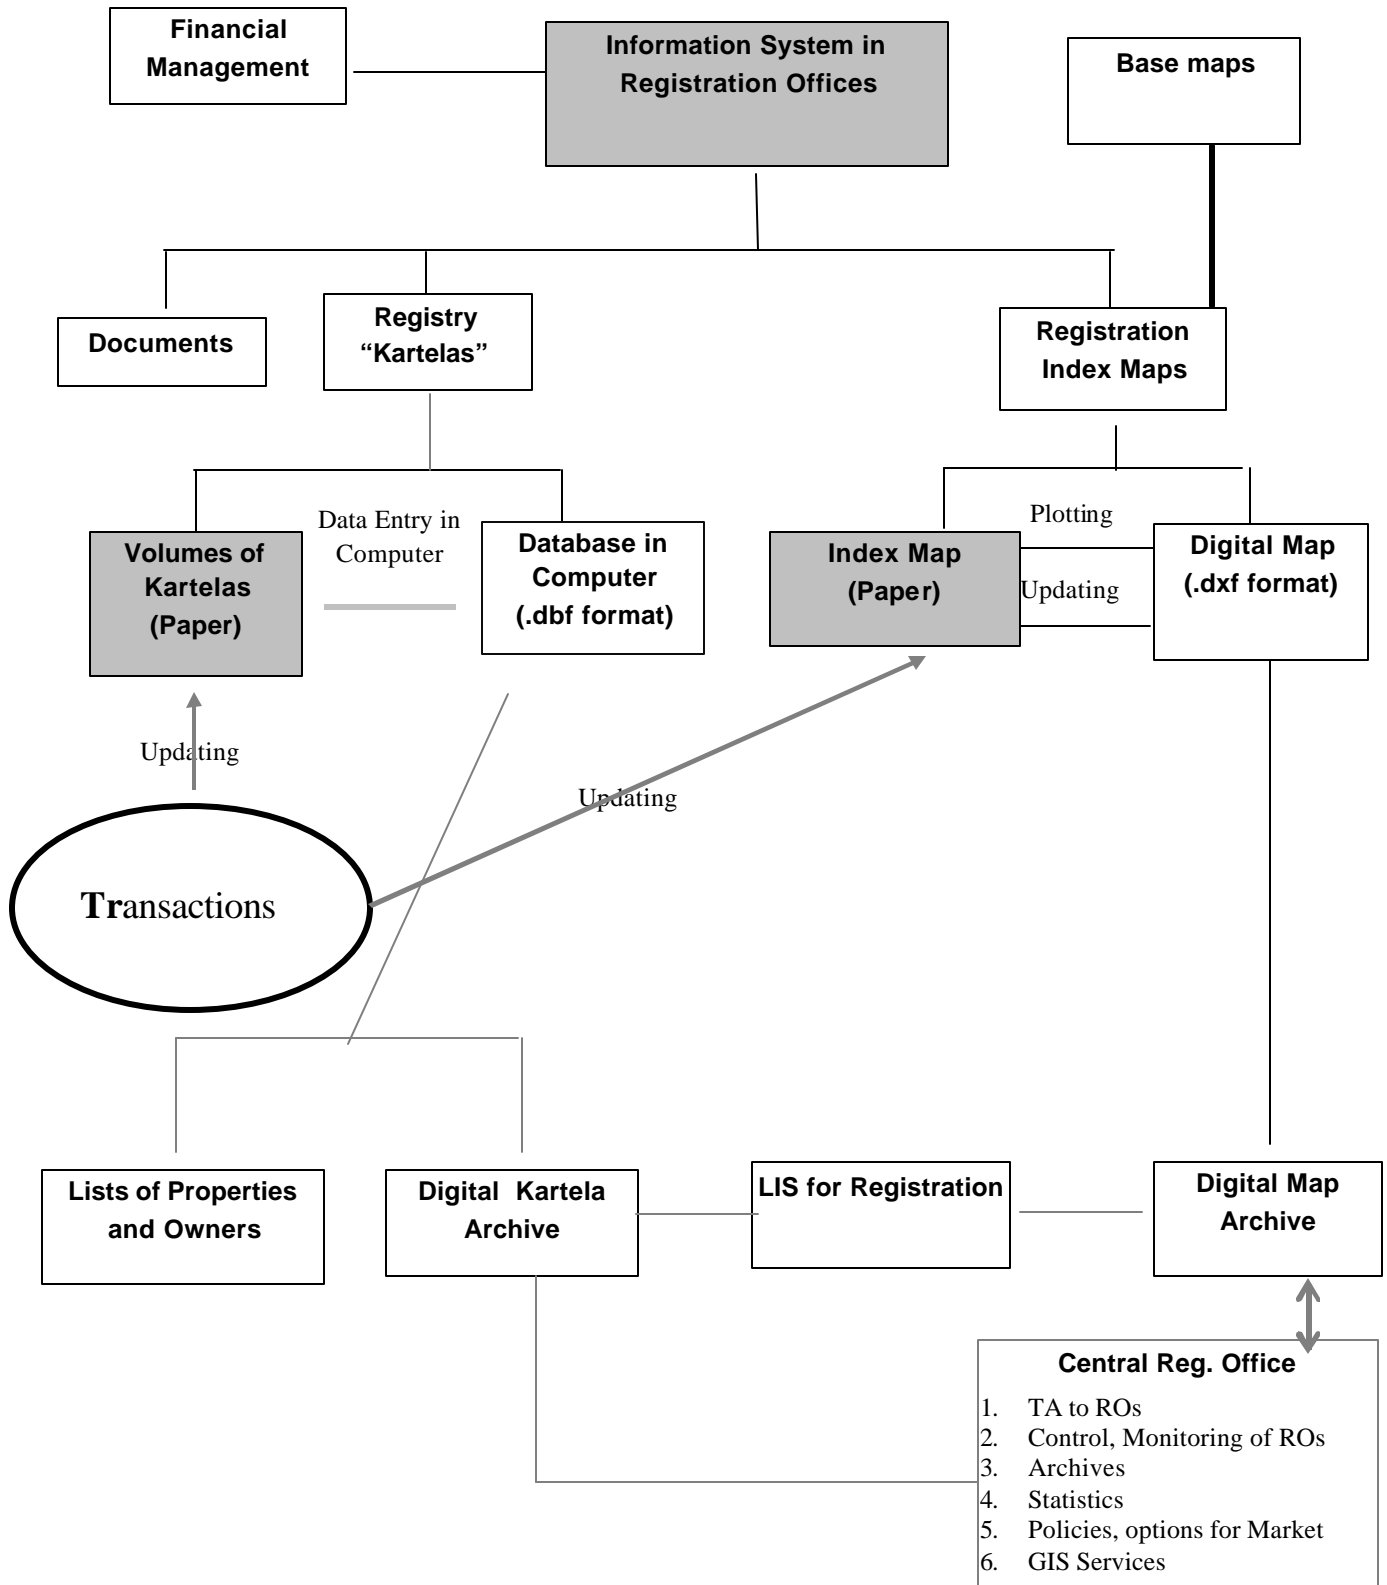 Financial
Management
Information System in
Registration Offices
Base maps
Documents
Registry
“Kartelas”
Registration
Index Maps
Volumes of
Kartelas
(Paper)
Data Entry in
Computer
Database in
Computer
(.dbf format)
Index Map
(Paper)
Plotting
Updating
Digital Map
(.dxf format)
Updating
Updating
Transactions
Lists of Properties
and Owners
Digital Kartela
Archive
LIS for Registration
Digital Map
Archive
Central Reg. Office
1. TA to ROs
2. Control, Monitoring of ROs
3. Archives
4. Statistics
5. Policies, options for Market
6. GIS Services